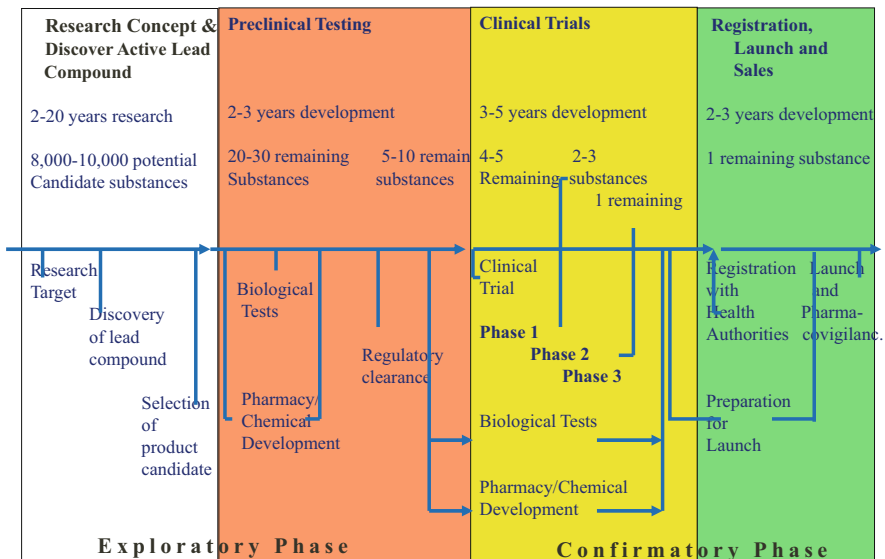 Research Concept &
Discover Active Lead
Compound
2-20 years research
8,000-10,000 potential
Candidate substances
Research
Target
Discovery
of lead
compound
Selection
of
product
candidate
Preclinical Testing
2-3 years development
20-30 remaining
Substances
5-10 remain
substances
Biological
Tests
Regulatory
clearance
Pharmacy/
Chemical
Development
Clinical Trials
3-5 years development
4-5
Remaining
2-3
substances
1 remaining
Clinical
Trial
Phase 1
Phase 2
Phase 3
Biological Tests
Pharmacy/Chemical
Development
Registration,
Launch and
Sales
2-3 years development
1 remaining substance
Registration
with
Health
Authorities
Launch
and
Pharma-
covigilanc.
Preparation
for
Launch
Exploratory Phase
Confirmatory Phase